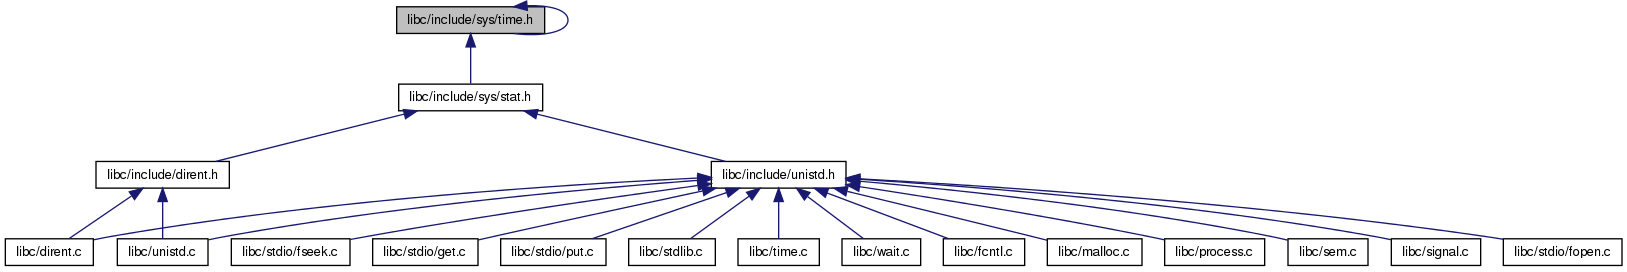 libc/include/sys/time.h
libc/include/sys/stat.h
libc/include/dirent.h
libc/include/unistd.h
libc/dirent.c
libc/unistd.c
libc/stdio/fseek.c
libc/stdio/get.c
libc/stdio/put.c
libc/stdlib.c
libc/time.c
libc/wait.c
libc/fcntl.c
libc/malloc.c
libc/process.c
libc/sem.c
libc/signal.c
libc/stdio/fopen.c